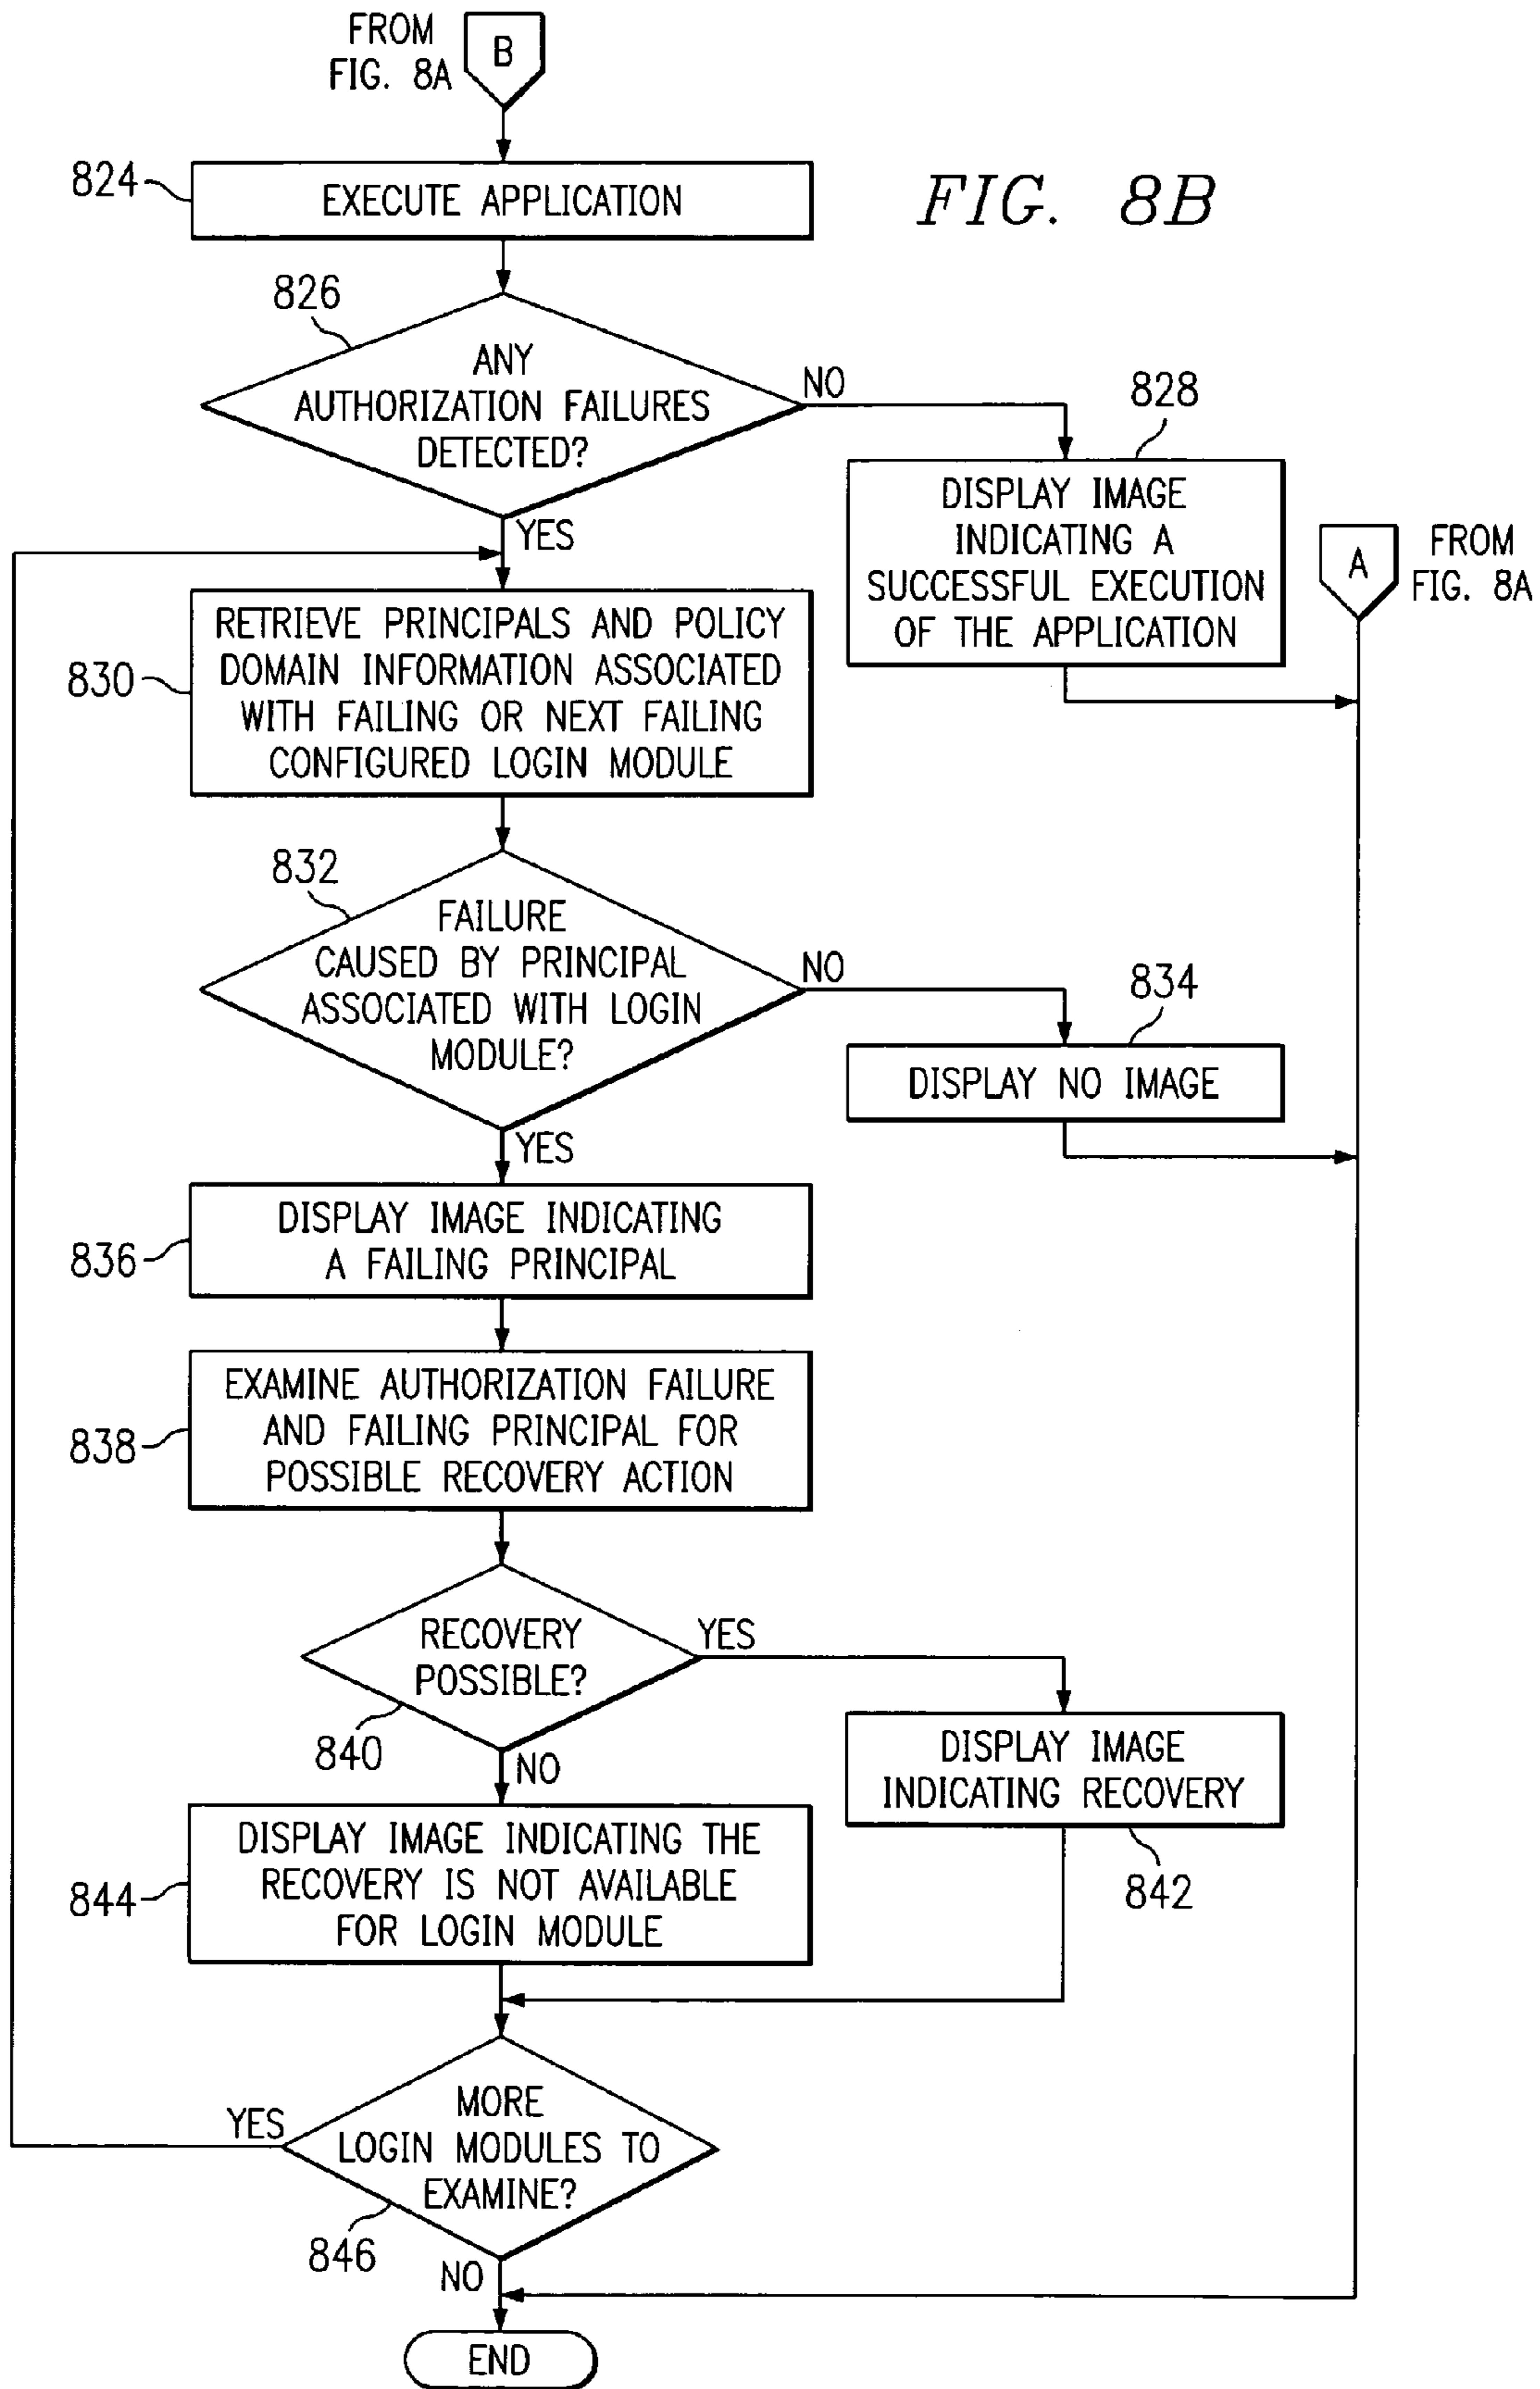 FROM
FIG. 8A
B
824
EXECUTE APPLICATION
FIG. 8B
826
ANY
AUTHORIZATION FAILURES
DETECTED?
NO
YES
828
DISPLAY IMAGE
INDICATING A
SUCCESSFUL EXECUTION
OF THE APPLICATION
A
FROM
FIG. 8A
830
RETRIEVE PRINCIPALS AND POLICY
DOMAIN INFORMATION ASSOCIATED
WITH FAILING OR NEXT FAILING
CONFIGURED LOGIN MODULE
832
FAILURE
CAUSED BY PRINCIPAL
ASSOCIATED WITH LOGIN
MODULE?
NO
YES
834
DISPLAY NO IMAGE
836
DISPLAY IMAGE INDICATING
A FAILING PRINCIPAL
838
EXAMINE AUTHORIZATION FAILURE
AND FAILING PRINCIPAL FOR
POSSIBLE RECOVERY ACTION
RECOVERY
POSSIBLE?
YES
840
NO
DISPLAY IMAGE
INDICATING RECOVERY
842
844
DISPLAY IMAGE INDICATING THE
RECOVERY IS NOT AVAILABLE
FOR LOGIN MODULE
YES
MORE
LOGIN MODULES TO
EXAMINE?
846
NO
END